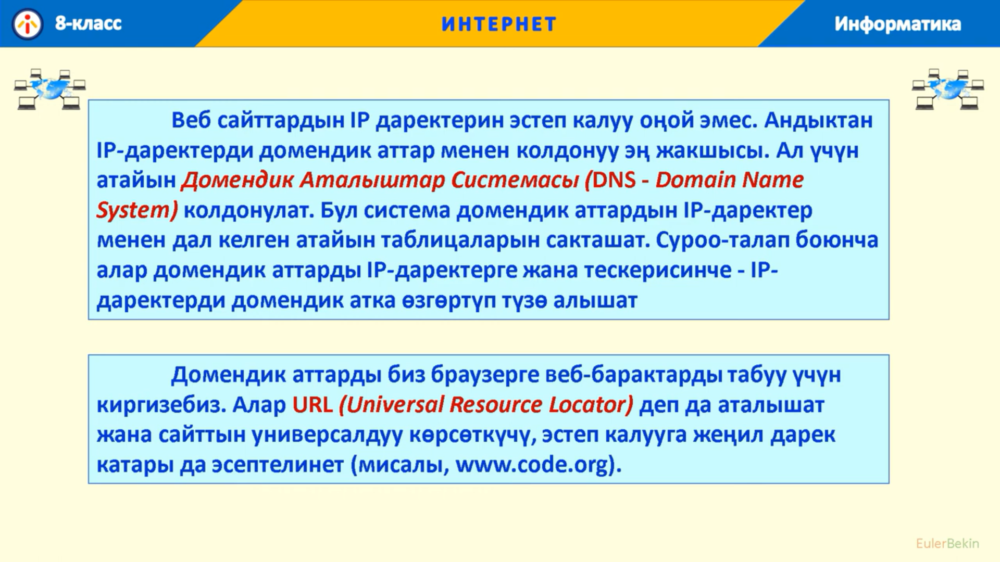 8-класс
ИНТЕРНЕТ
Информатика
Веб сайттардын IP даректерин эстеп калуу оңой эмес. Андыктан
IP-даректерди домендик аттар менен колдонуу эң жакшысы. Ал үчүн
атайын Домендик Аталыштар Системасы (DNS - Domain Name
System) колдонулат. Бул система домендик аттардын IP-даректер
менен дал келген атайын таблицаларын сакташат. Суроо-талап боюнча
алар домендик аттарды IP-даректерге жана тескерисинче - IP-
даректерди домендик атка өзгөртүп түзө алышат
Домендик аттарды биз браузерге веб-барактарды табуу үчүн
киргизебиз. Алар URL (Universal Resource Locator) деп да аталышат
жана сайттын универсалдуу көрсөткүчү, эстеп калууга жеңил дарек
катары да эсептелинет (мисалы, www.code.org).
EulerBekin